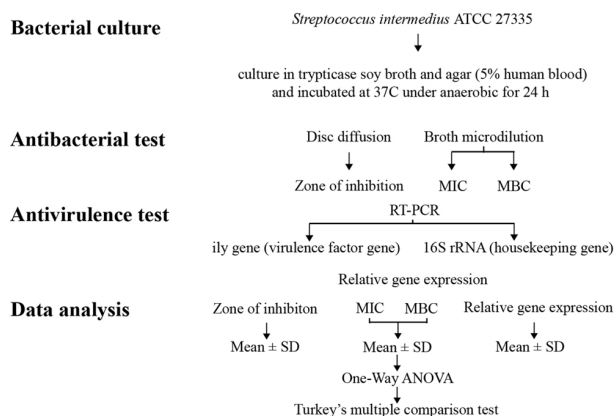 Bacterial culture
Streptococcus intermedius ATCC 27335
culture in trypticase soy broth and agar (5% human blood)
and incubated at 37C under anaerobic for 24 h
Antibacterial test
Disc diffusion
Broth microdilution
Zone of inhibition
MIC
MBC
Antivirulence test
RT-PCR
ily gene (virulence factor gene)
16S rRNA (housekeeping gene)
Relative gene expression
Data analysis
Zone of inhibiton
MIC
MBC
Relative gene expression
Mean ± SD
Mean ± SD
Mean ± SD
One-Way ANOVA
Turkey's multiple comparison test